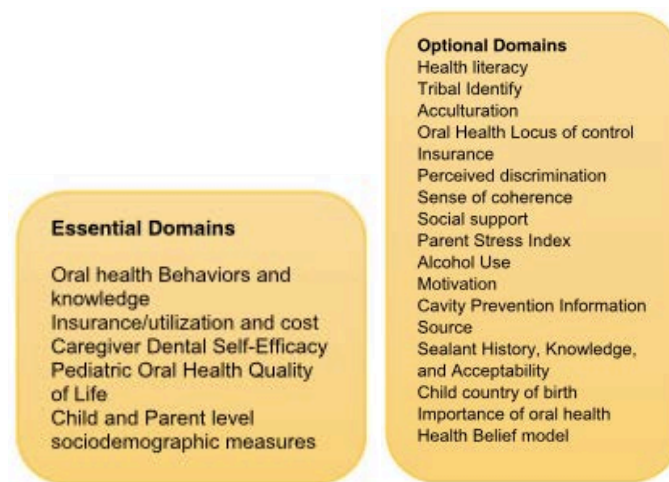 Essential Domains
Oral health Behaviors and
knowledge
Insurance/utilization and cost
Caregiver Dental Self-Efficacy
Pediatric Oral Health Quality
of Life
Child and Parent level
sociodemographic measures
Optional Domains
Health literacy
Tribal Identify
Acculturation
Oral Health Locus of control
Insurance
Perceived discrimination
Sense of coherence
Social support
Parent Stress Index
Alcohol Use
Motivation
Cavity Prevention Information
Source
Sealant History, Knowledge,
and Acceptability
Child country of birth
Importance of oral health
Health Belief model